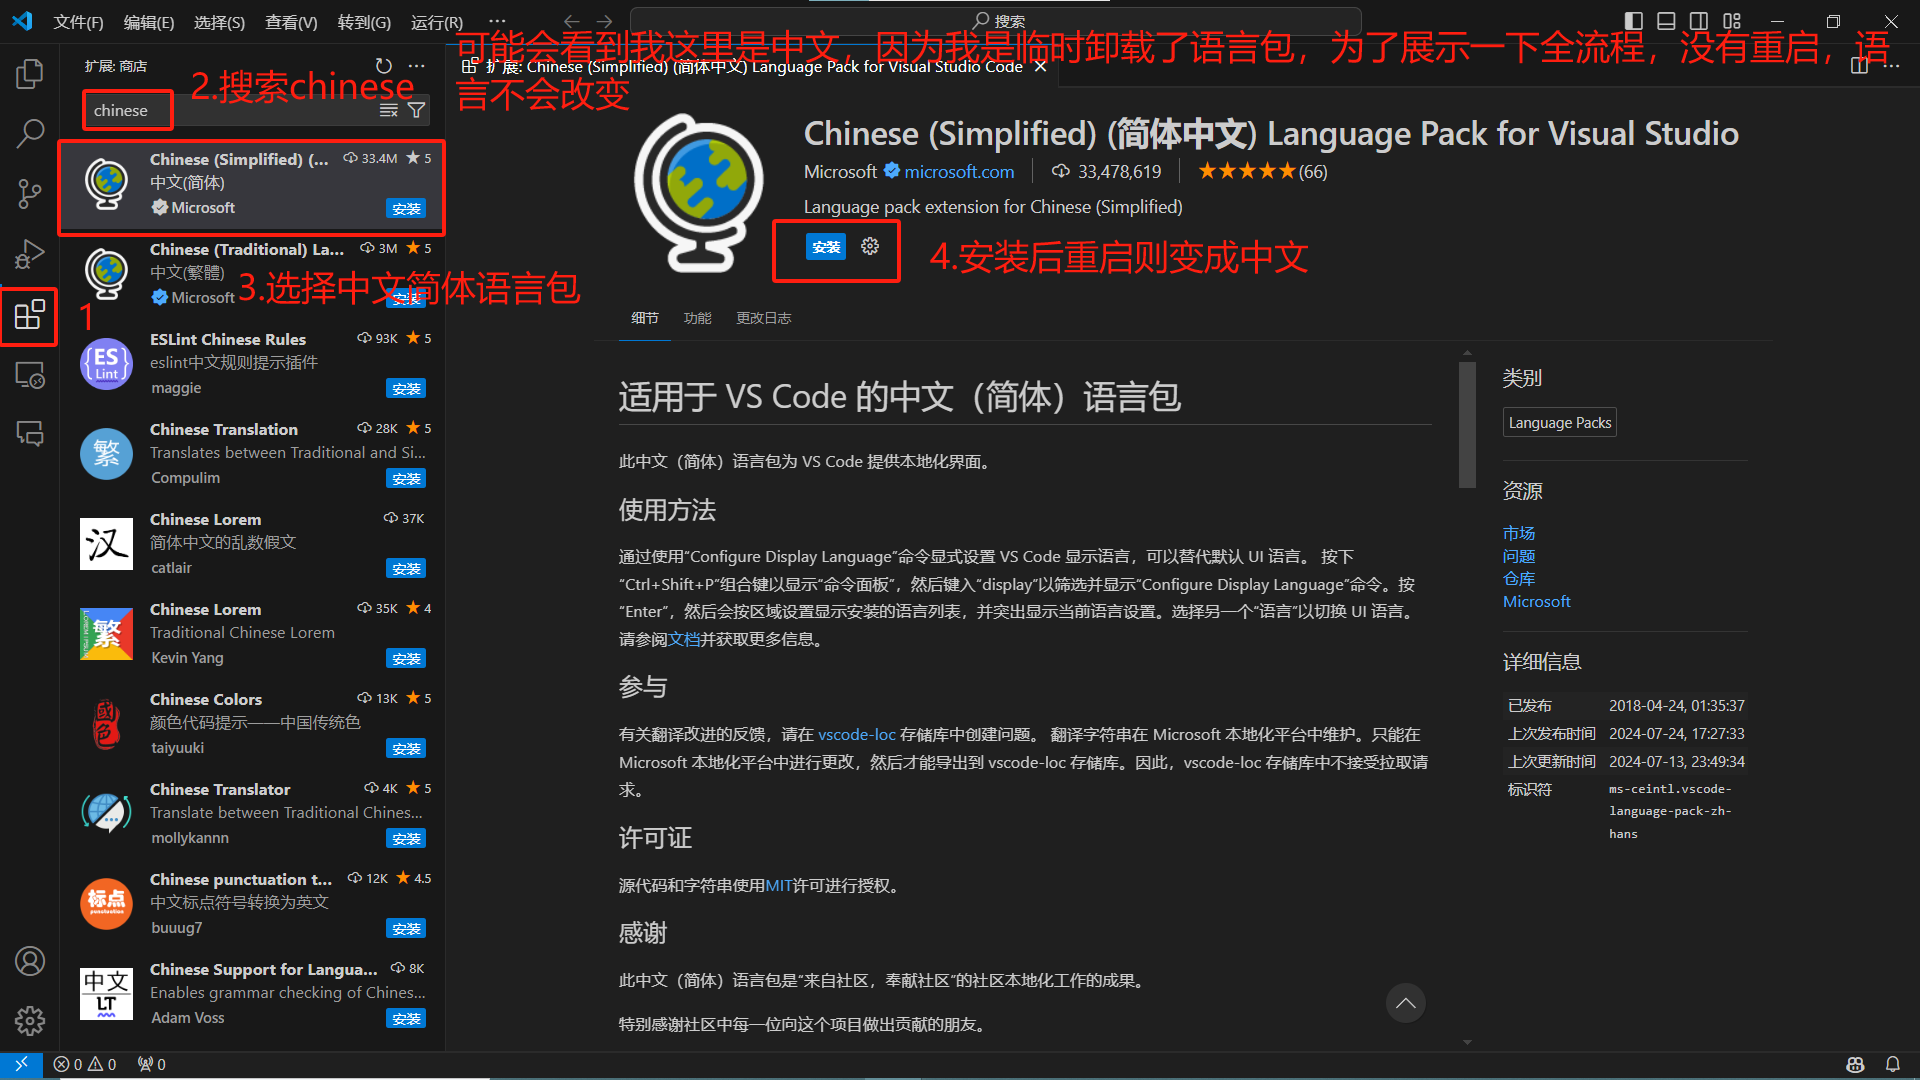 文件(F) 编辑(E) 选择(S) 查看(V) 转到(G) 运行(R) ···
搜索
可能会看到我这里是中文，因为我是临时卸载了语言包，为了展示一下全流程，没有重启，语
言不会改变
扩展: 商店
扩展: Chinese (Simplified) (简体中文) Language Pack for Visual Studio Code
2.搜索chinese
chinese
Chinese (Simplified) (... 33.4M ★ 5
中文(简体)
Microsoft 安装
Chinese (Traditional) La... 3M ★ 5
中文(繁體)
Microsoft 安装
3.选择中文简体语言包
1
ESLint Chinese Rules 93K ★ 5
eslint中文规则提示插件
maggie 安装
{ES}
Lint
Chinese Translation 28K ★ 5
Translates between Traditional and Si...
Compulim 安装
繁
Chinese Lorem 37K
简体中文的乱数假文
catlair 安装
汉
Chinese Lorem 35K ★ 4
Traditional Chinese Lorem
Kevin Yang 安装
繁
Chinese Colors 13K ★ 5
颜色代码提示——中国传统色
taiyuuki 安装
國色
Chinese Translator 4K ★ 5
Translate between Traditional Chines...
mollykannn 安装
Chinese punctuation t... 12K ★ 4.5
中文标点符号转换为英文
buuug7 安装
标点
punctuation
Chinese Support for Langua... 8K
Enables grammar checking of Chines...
Adam Voss 安装
中文
LT
Chinese (Simplified) (简体中文) Language Pack for Visual Studio
Microsoft microsoft.com 33,478,619 ★★★★★(66)
Language pack extension for Chinese (Simplified)
安装
4.安装后重启则变成中文
细节 功能 更改日志
适用于 VS Code 的中文（简体）语言包
此中文（简体）语言包为 VS Code 提供本地化界面。
使用方法
通过使用“Configure Display Language”命令显式设置 VS Code 显示语言，可以替代默认 UI 语言。 按下
“Ctrl+Shift+P”组合键以显示“命令面板”，然后键入“display”以筛选并显示“Configure Display Language”命令。按
“Enter”，然后会按区域设置显示安装的语言列表，并突出显示当前语言设置。选择另一个“语言”以切换 UI 语言。
请参阅文档并获取更多信息。
参与
有关翻译改进的反馈，请在 vscode-loc 存储库中创建问题。 翻译字符串在 Microsoft 本地化平台中维护。只能在
Microsoft 本地化平台中进行更改，然后才能导出到 vscode-loc 存储库。因此，vscode-loc 存储库中不接受拉取请
求。
许可证
源代码和字符串使用MIT许可进行授权。
感谢
此中文（简体）语言包是“来自社区，奉献社区”的社区本地化工作的成果。
特别感谢社区中每一位向这个项目做出贡献的朋友。
类别
Language Packs
资源
市场
问题
仓库
Microsoft
详细信息
已发布 2018-04-24, 01:35:37
上次发布时间 2024-07-24, 17:27:33
上次更新时间 2024-07-13, 23:49:34
标识符 ms-ceintl.vscode-
language-pack-zh-
hans
0 0 0